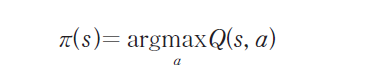 π(s)= argmaxQ(s, a)
a